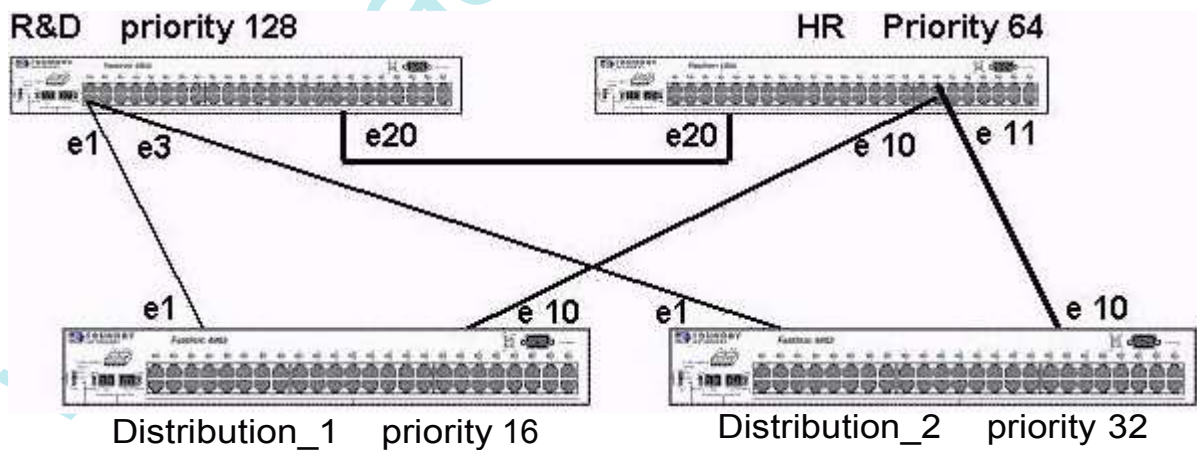 R&D priority 128
HR Priority 64
e1
e3
e20
e20
e 10
e 11
e1
e 10
e1
e 10
Distribution_1 priority 16
Distribution_2 priority 32